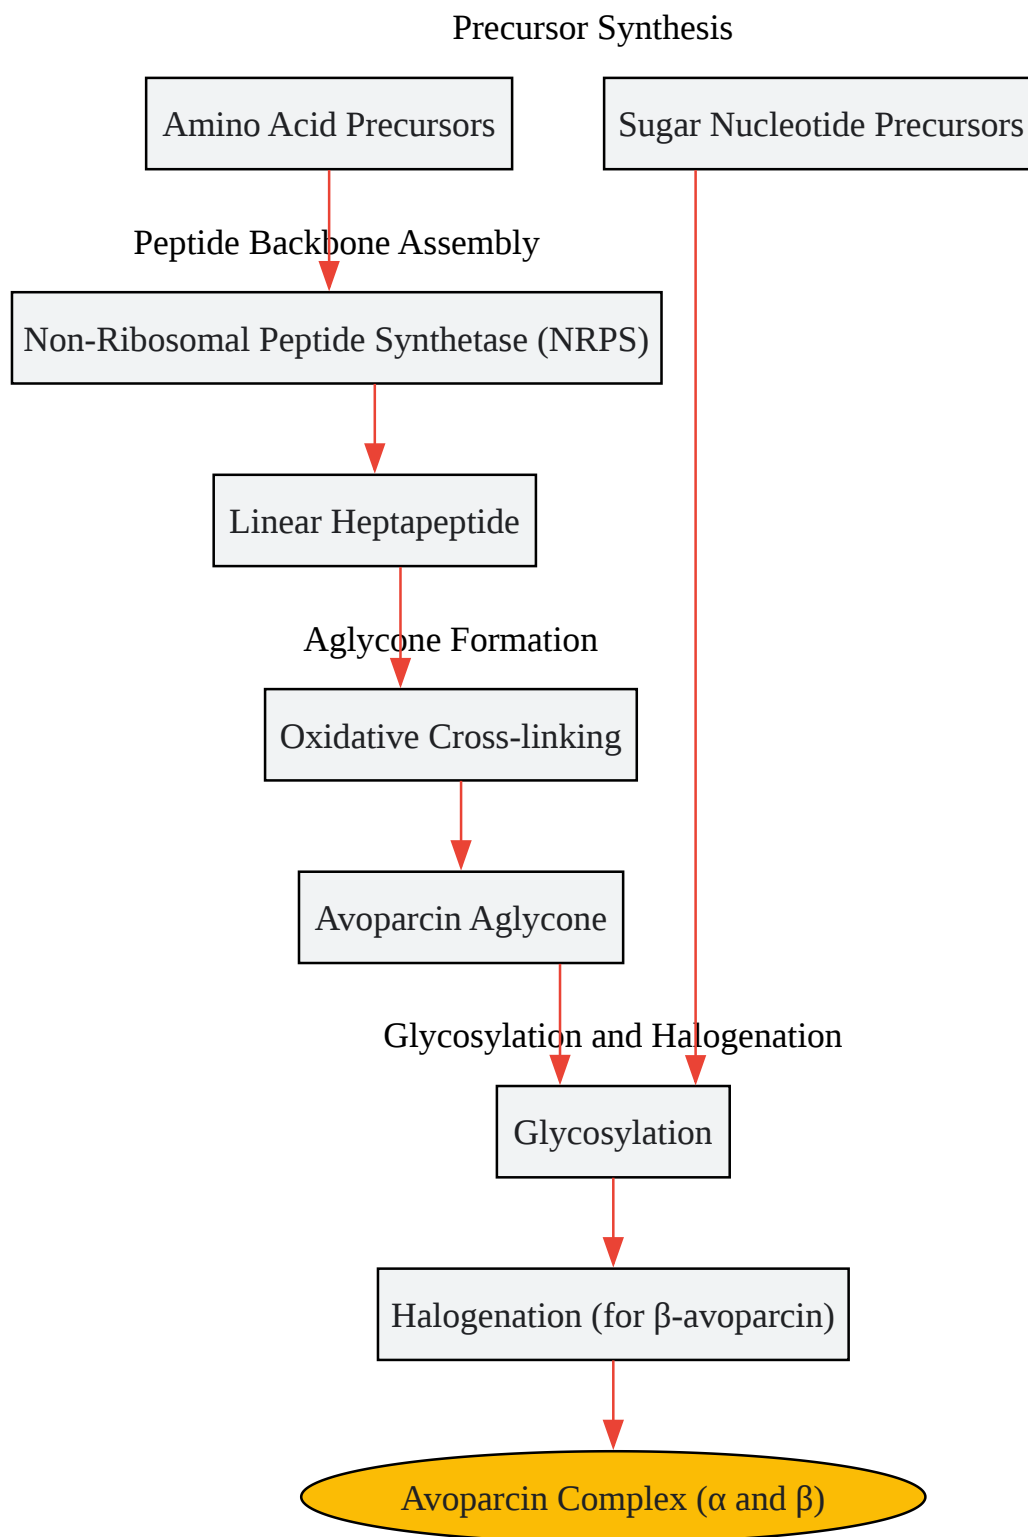 Precursor Synthesis
Amino Acid Precursors
Sugar Nucleotide Precursors
Peptide Backbone Assembly
Non-Ribosomal Peptide Synthetase (NRPS)
Linear Heptapeptide
Aglycone Formation
Oxidative Cross-linking
Avoparcin Aglycone
Glycosylation and Halogenation
Glycosylation
Halogenation (for β-avoparcin)
Avoparcin Complex (α and β)